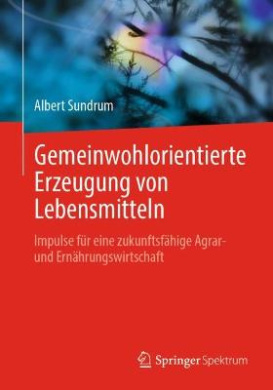 Albert Sundrum
Gemeinwohlorientierte
Erzeugung von
Lebensmitteln
Impulse für eine zukunftsfähige Agrar-
und Ernährungswirtschaft
Springer Spektrum